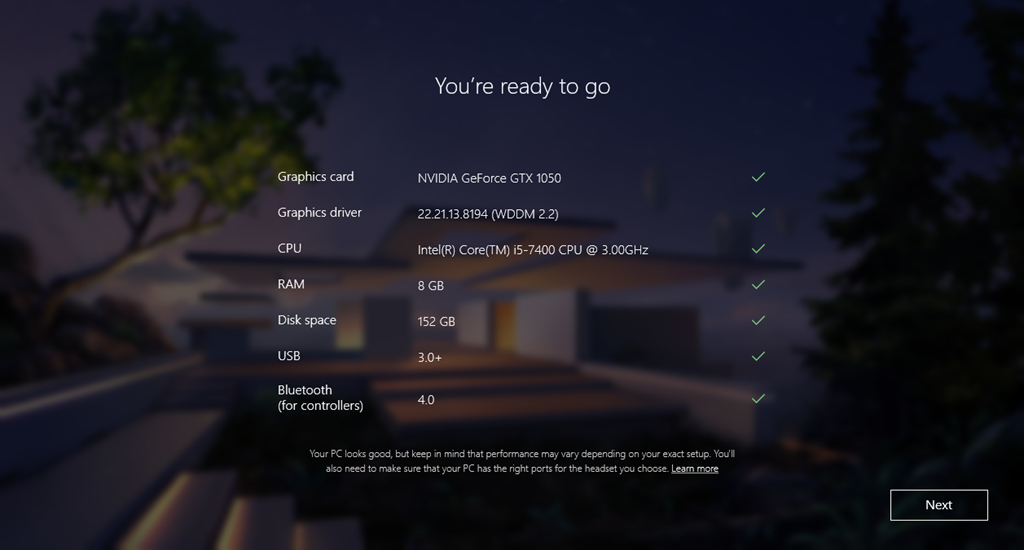 You're ready to go
Graphics card NVIDIA GeForce GTX 1050
Graphics driver 22.21.13.8194 (WDDM 2.2)
CPU Intel(R) Core(TM) i5-7400 CPU @ 3.00GHz
RAM 8 GB
Disk space 152 GB
USB 3.0+
Bluetooth
(for controllers) 4.0
Your PC looks good, but keep in mind that performance may vary depending on your exact setup. You'll
also need to make sure that your PC has the right ports for the headset you choose. Learn more
Next